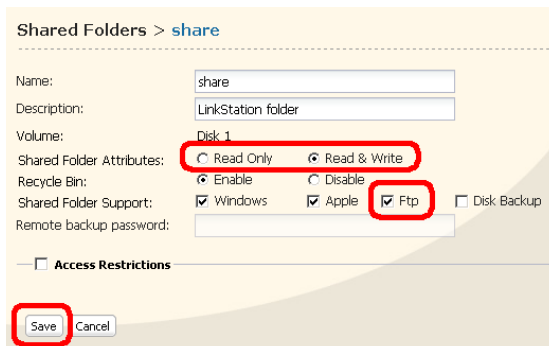 Shared Folders > share
Name: share
Description: LinkStation folder
Volume: Disk 1
Shared Folder Attributes: Read Only Read & Write
Recycle Bin: Enable Disable
Shared Folder Support: Windows Apple Ftp Disk Backup
Remote backup password:
Access Restrictions
Save Cancel